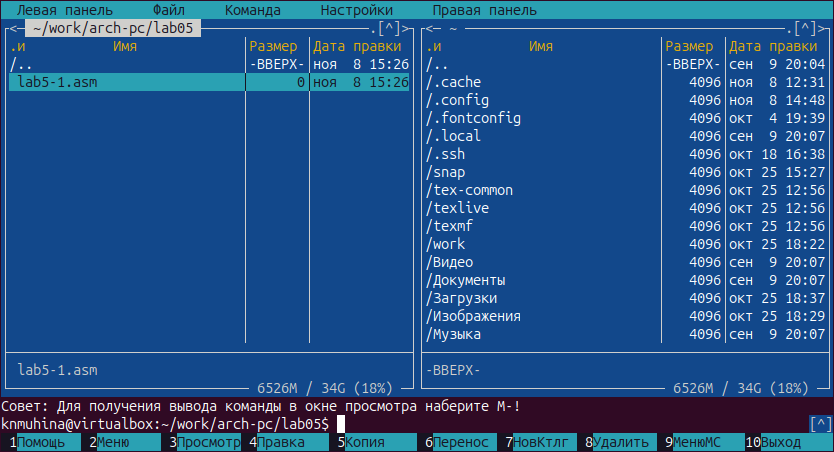 Левая панель Файл Команда Настройки Правая панель
<─ ~/work/arch-pc/lab05 ─.[^]> <─ ~ ─.[^]>
.и Имя Размер Дата правки .и Имя Размер Дата правки
/.. -ВВЕРХ- ноя 8 15:26 /.. -ВВЕРХ- сен 9 20:04
lab5-1.asm 0 ноя 8 15:26 /.cache 4096 ноя 8 12:31
/.config 4096 ноя 8 14:48
/.fontconfig 4096 окт 4 19:39
/.local 4096 сен 9 20:07
/.ssh 4096 окт 18 16:38
/snap 4096 окт 25 15:27
/tex-common 4096 окт 25 12:56
/texlive 4096 окт 25 12:56
/texmf 4096 окт 25 12:56
/work 4096 окт 25 18:22
/Видео 4096 сен 9 20:07
/Документы 4096 сен 9 20:07
/Загрузки 4096 окт 25 18:37
/Изображения 4096 окт 25 18:29
/Музыка 4096 сен 9 20:07
lab5-1.asm -ВВЕРХ-
6526M / 34G (18%) 6526M / 34G (18%)
Совет: Для получения вывода команды в окне просмотра наберите M-!
knmuhina@virtualbox:~/work/arch-pc/lab05$ [^]
1Помощь 2Меню 3Просмотр 4Правка 5Копия 6Перенос 7НовКтлг 8Удалить 9МенюMC 10Выход